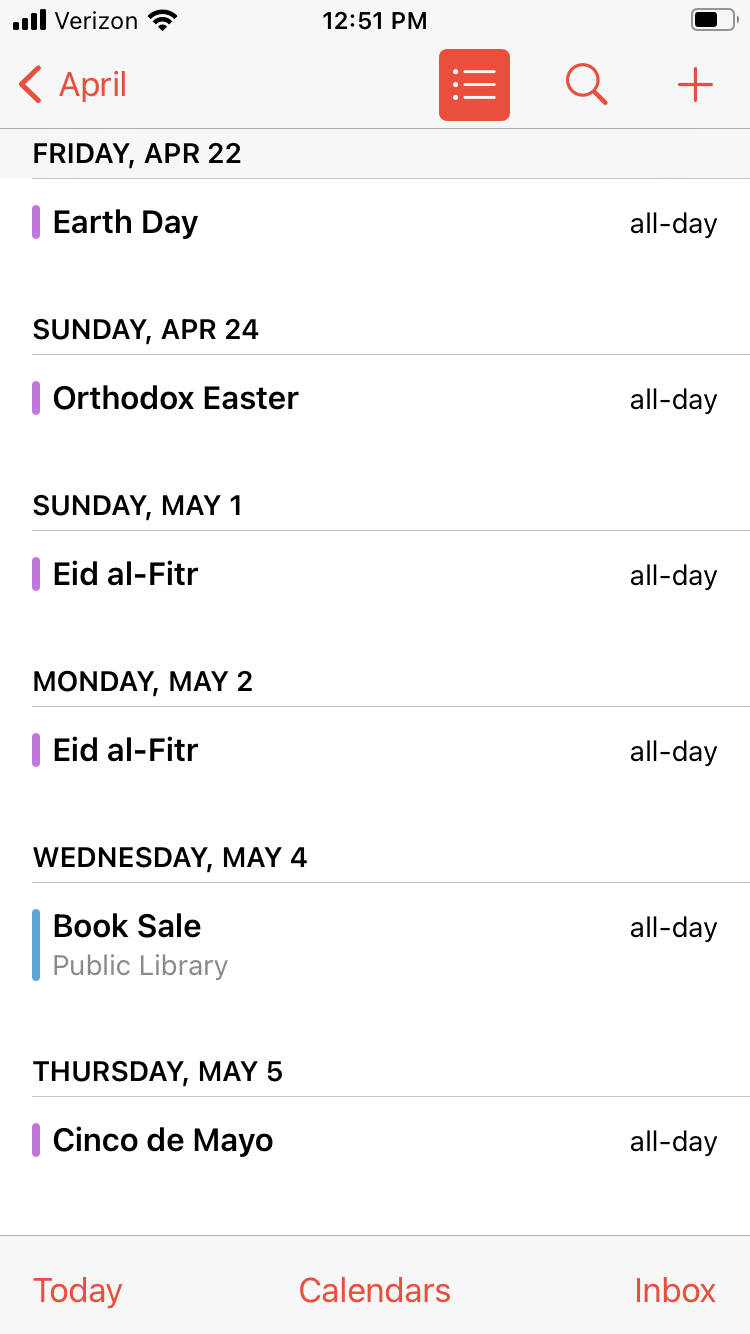 Verizon 12:51 PM
April
FRIDAY, APR 22
Earth Day all-day
SUNDAY, APR 24
Orthodox Easter all-day
SUNDAY, MAY 1
Eid al-Fitr all-day
MONDAY, MAY 2
Eid al-Fitr all-day
WEDNESDAY, MAY 4
Book Sale all-day
Public Library
THURSDAY, MAY 5
Cinco de Mayo all-day
Today Calendars Inbox